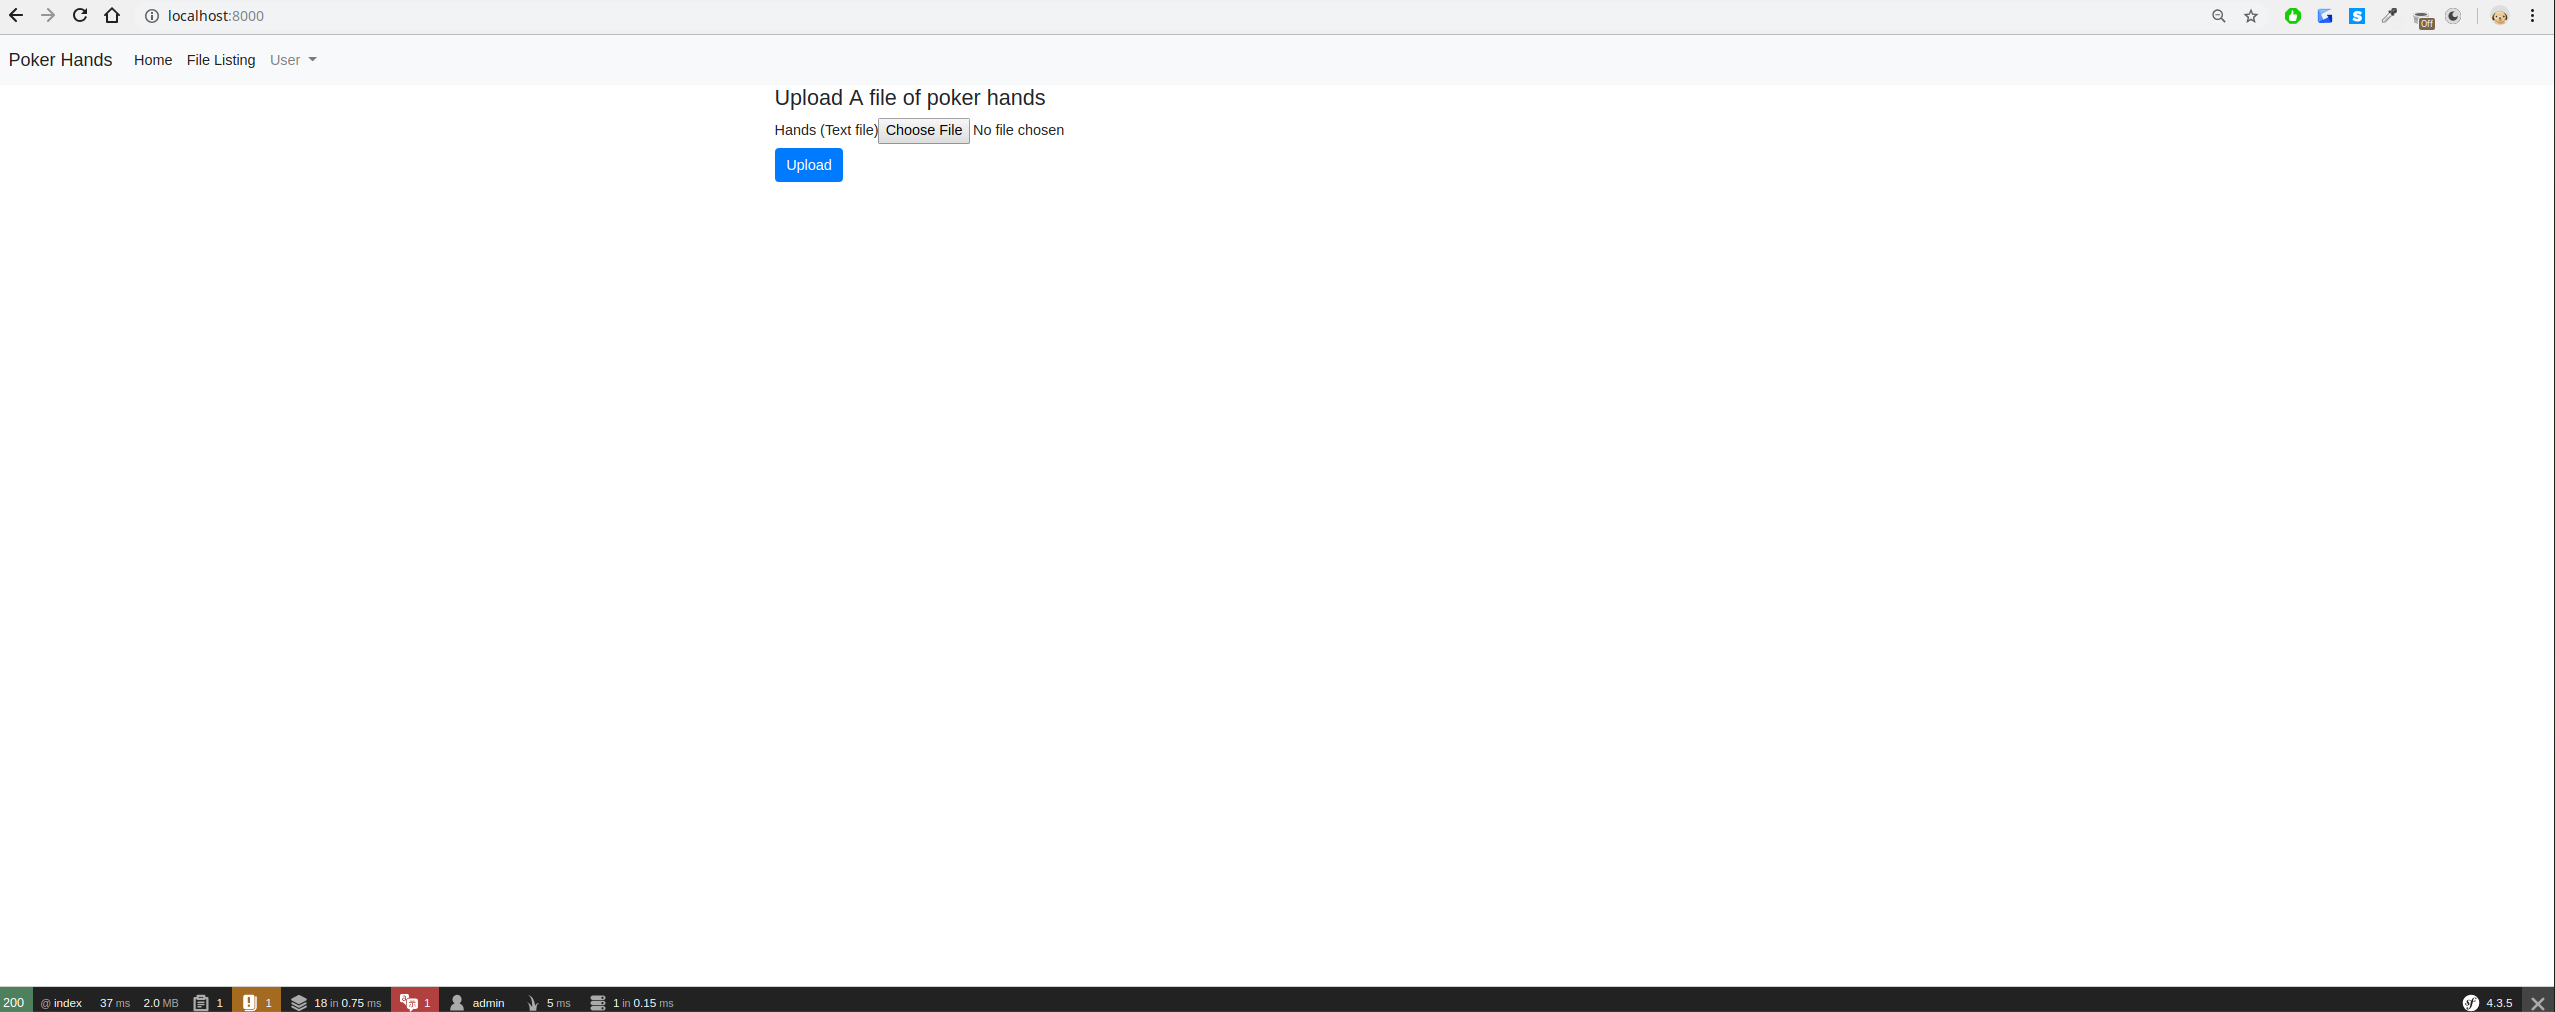 localhost:8000
Off
Poker Hands Home File Listing User
Upload A file of poker hands
Hands (Text file) Choose File No file chosen
Upload
200 @ index 37 ms 2.0 MB 1 1 18 in 0.75 ms 1 admin 5 ms 1 in 0.15 ms sf 4.3.5